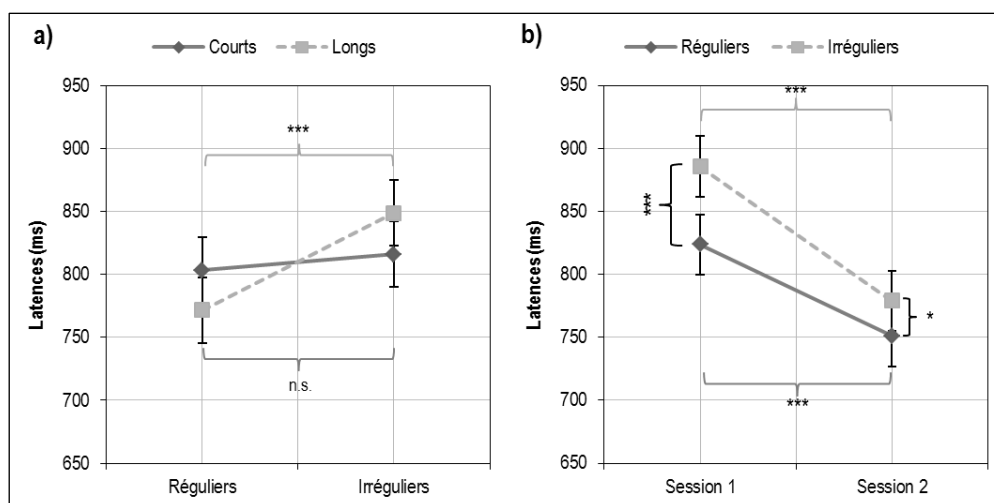 a)
Courts
Longs
950
900
850
800
750
700
650
Latences (ms)
***
n.s.
Réguliers
Irréguliers
b)
Réguliers
Irréguliers
950
900
850
800
750
700
650
Latences (ms)
***
***
*
***
Session 1
Session 2